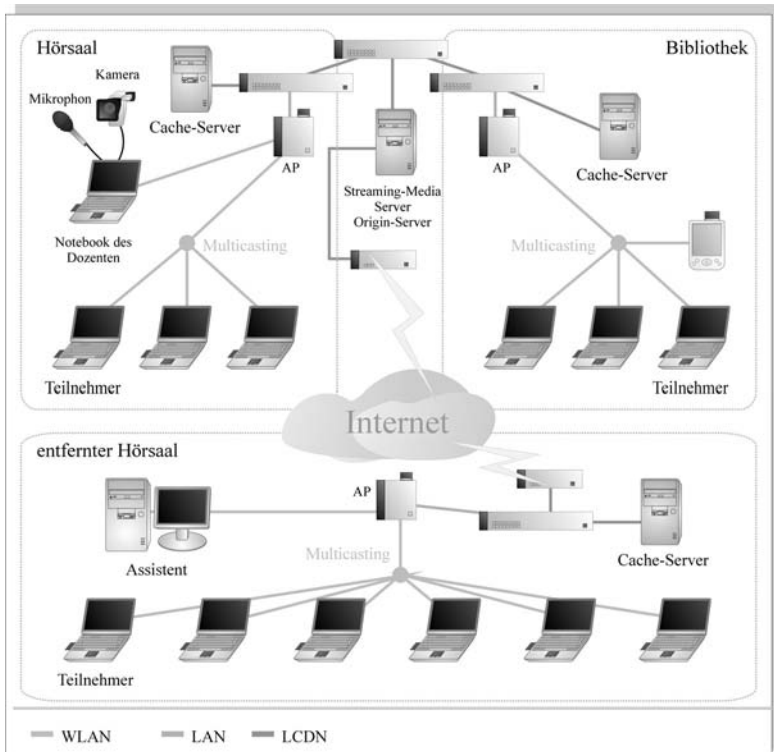 Hörsaal
Kamera
Mikrophon
Cache-Server
AP
Notebook des
Dozenten
Multicasting
Teilnehmer
Streaming-Media
Server
Origin-Server
Bibliothek
AP
Cache-Server
Multicasting
Teilnehmer
Internet
entfernter Hörsaal
AP
Assistent
Multicasting
Cache-Server
Teilnehmer
WLAN
LAN
LCDN